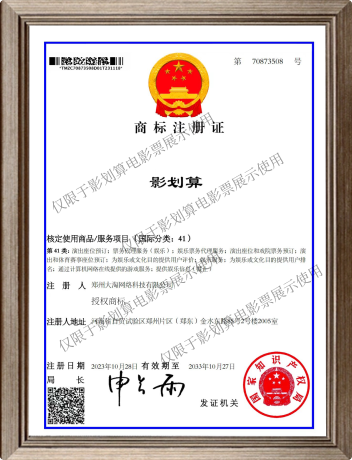 *TMZC70873508D01T231118*
第 70873508 号
商标注册证
影划算
核定使用商品/服务项目（国际分类：41）
第41类：演出座位预订；票务代理服务（娱乐）；娱乐票务代理服务；演出座位和戏院票务预订；演
出和体育赛事座位预订；为娱乐或文化目的提供用户评价；
为娱乐或文化目的提供用户排
名；通过计算机网络在线提供的游戏服务；提供娱乐信息（截止）
注册人 郑州大淘网络科技有限公司
授权商标
注册人地址 河南自贸试验区郑州片区（郑东）金水东路
号2号楼2005室
注册日期 2023年10月28日 有效期至 2033年10月27日
局长
申长雨
发证机关
国家知识产权局
仅限于影划算电影票展示使用
仅限于影划算电影票展示使用
仅限于影划算电影票展示使用